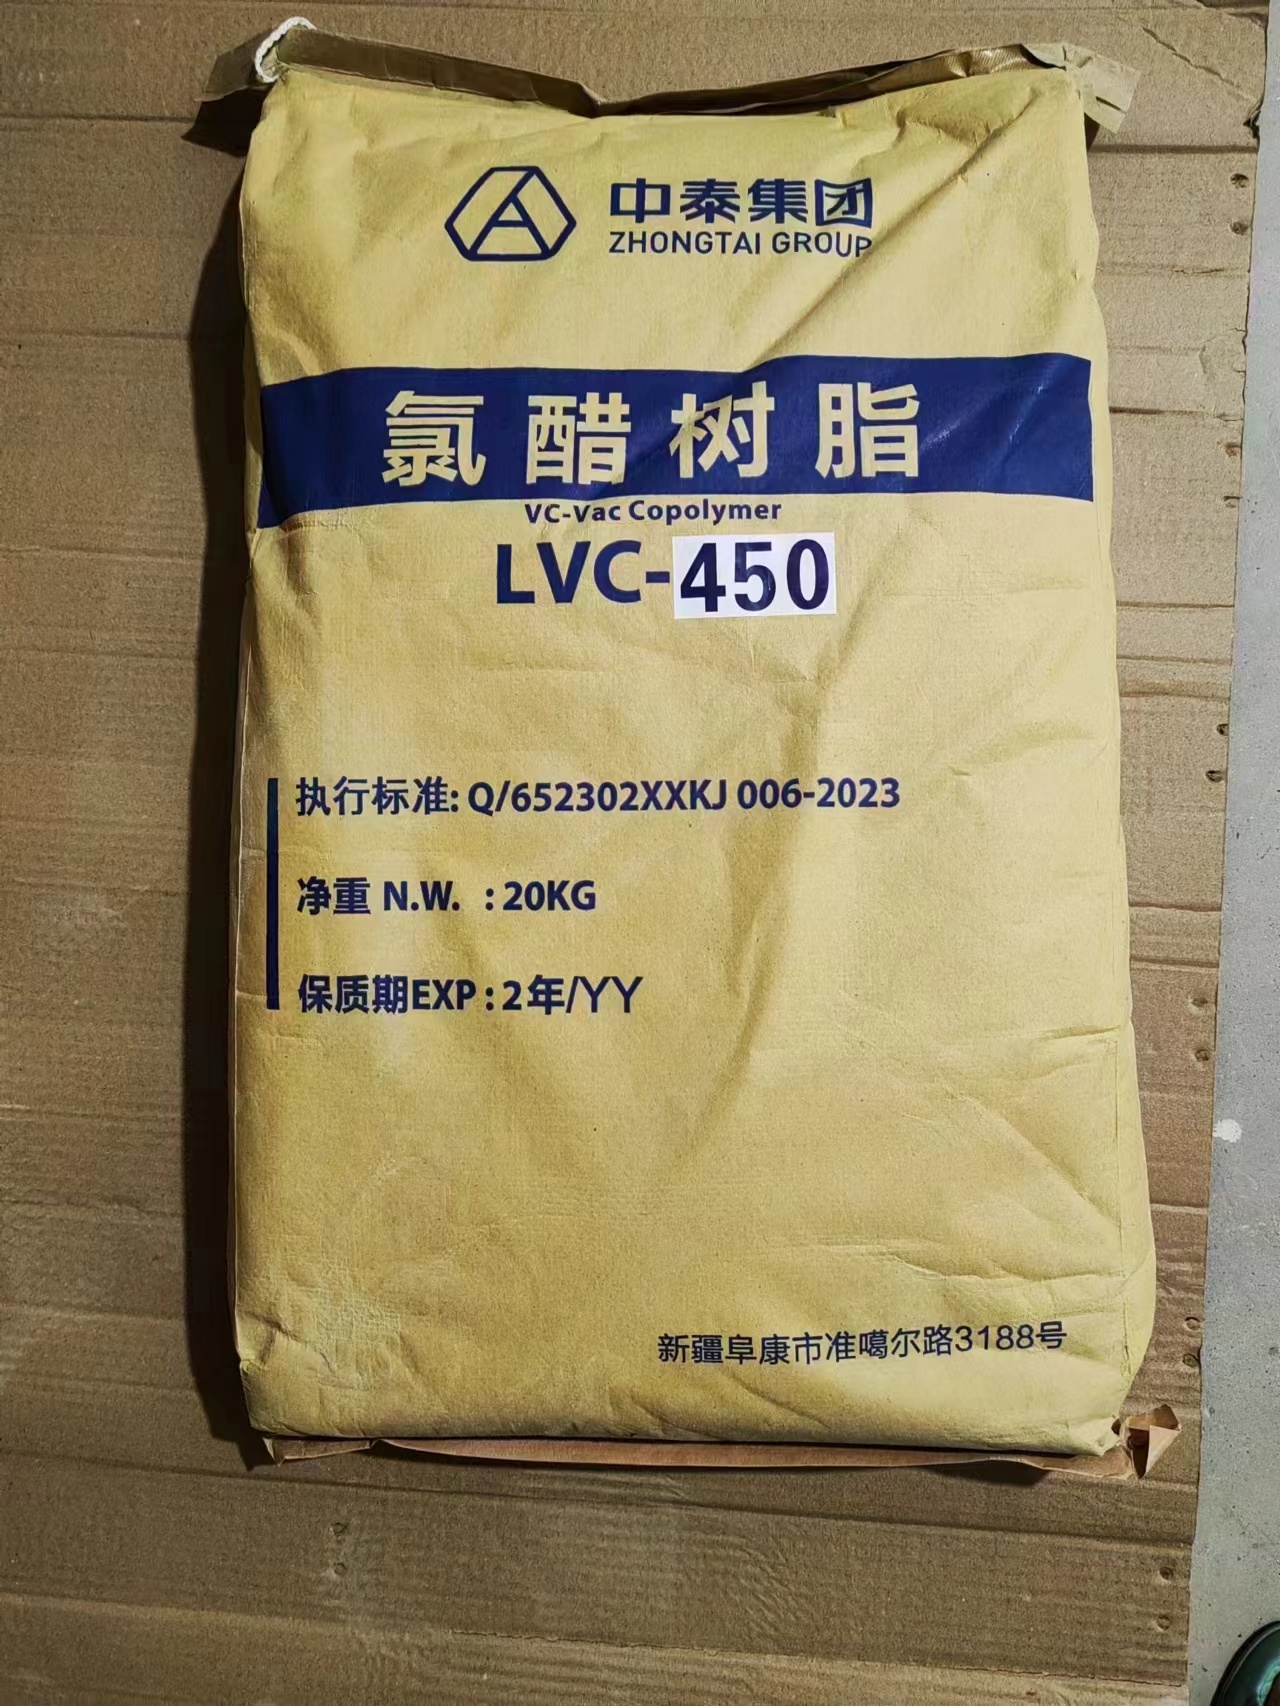 中泰集团
ZHONGTAI GROUP
氯醋树脂
VC-Vac Copolymer
LVC-450
执行标准: Q/652302XXKJ 006-2023
净重 N.W. : 20KG
保质期EXP : 2年/YY
新疆阜康市准噶尔路3188号